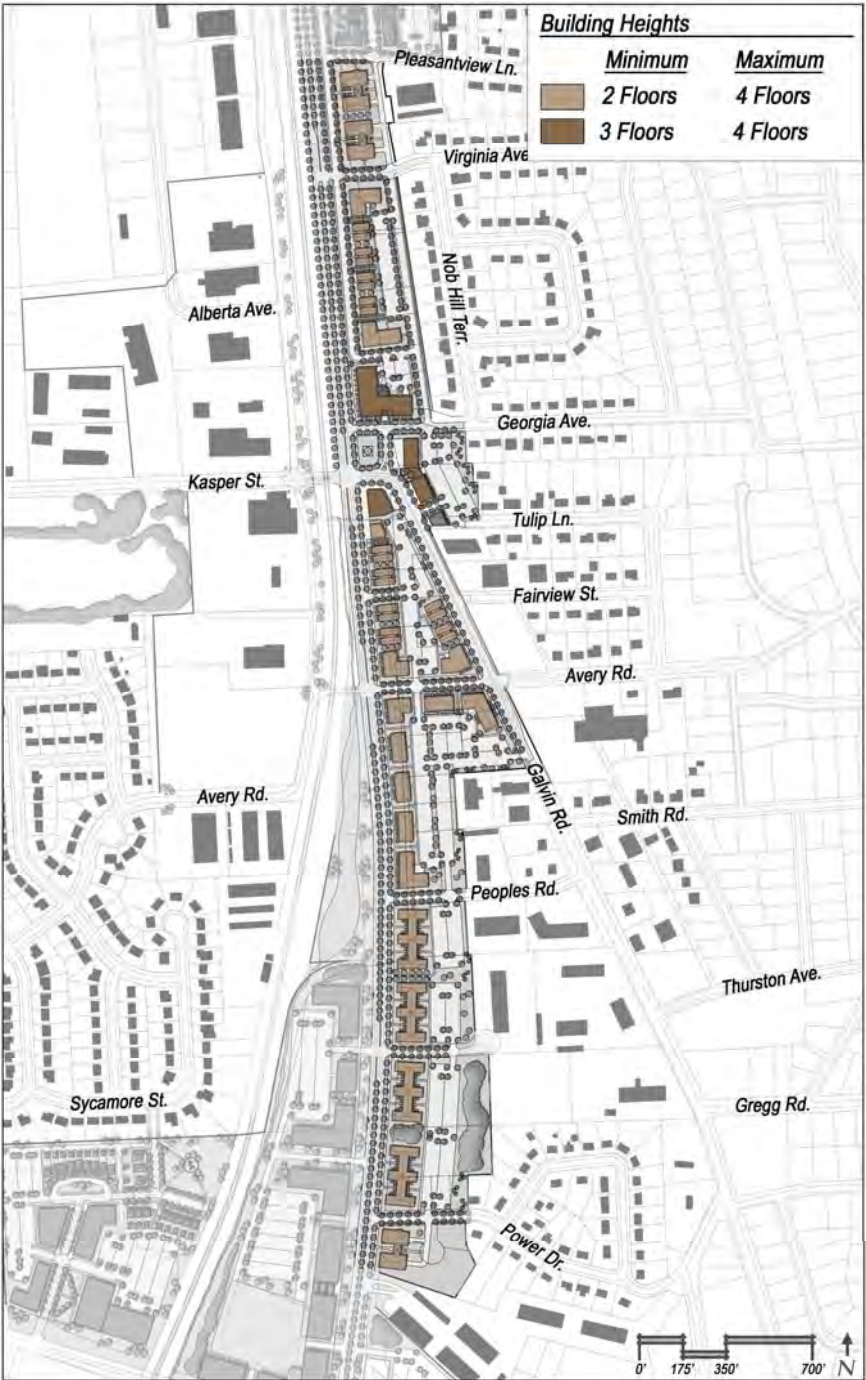 Building Heights
Minimum Maximum
2 Floors 4 Floors
3 Floors 4 Floors
Pleasantview Ln.
Virginia Ave
Nob Hill Terr.
Alberta Ave.
Georgia Ave.
Kasper St.
Tulip Ln.
Fairview St.
Avery Rd.
Galvin Rd.
Avery Rd.
Smith Rd.
Peoples Rd.
Thurston Ave.
Sycamore St.
Gregg Rd.
Power Dr.
0' 175' 350' 700' N